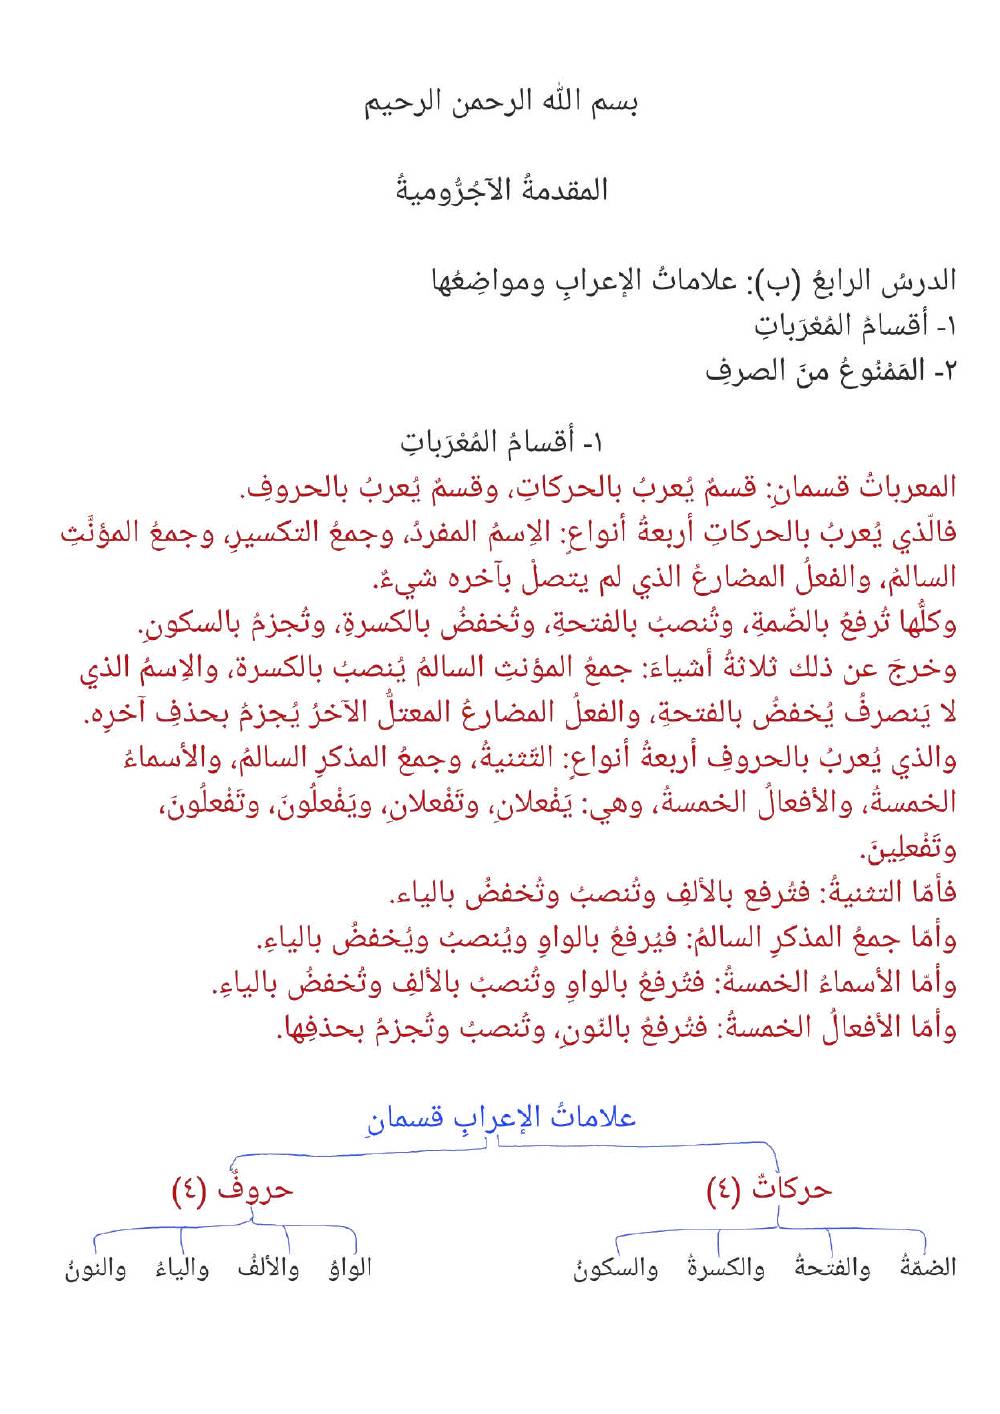 بسم الله الرحمن الرحيم
المقدمةُ الآجُرُّوميةُ
الدرسُ الرابعُ (ب): علاماتُ الإعرابِ ومواضِعُها
١- أقسامُ المُعْرَباتِ
٢- المَمْنُوعُ منَ الصرفِ
١- أقسامُ المُعْرَباتِ
المعرباتُ قسمانِ: قسمٌ يُعربُ بالحركاتِ، وقسمٌ يُعربُ بالحروفِ.
فالّذي يُعربُ بالحركاتِ أربعةُ أنواعٍ: الاِسمُ المفردُ، وجمعُ التكسيرِ، وجمعُ المؤنَّثِ
السالمُ، والفعلُ المضارعُ الذي لم يتصلْ بآخره شيءٌ.
وكلُّها تُرفعُ بالضّمةِ، وتُنصبُ بالفتحةِ، وتُخفضُ بالكسرةِ، وتُجزمُ بالسكونِ.
وخرجَ عن ذلك ثلاثةُ أشياءَ: جمعُ المؤنثِ السالمُ يُنصبُ بالكسرة، والاِسمُ الذي
لا يَنصرفُ يُخفضُ بالفتحةِ، والفعلُ المضارعُ المعتلُّ الآخرُ يُجزمُ بحذفِ آخرِه.
والذي يُعربُ بالحروفِ أربعةُ أنواعٍ: التَّثنيةُ، وجمعُ المذكرِ السالمُ، والأسماءُ
الخمسةُ، والأفعالُ الخمسةُ، وهي: يَفْعلانِ، وتَفْعلانِ، ويَفْعلُونَ، وتَفْعلُونَ،
وتَفْعلِينَ.
فأمّا التثنيةُ: فتُرفع بالألفِ وتُنصبُ وتُخفضُ بالياء.
وأمّا جمعُ المذكرِ السالمُ: فيُرفعُ بالواوِ ويُنصبُ ويُخفضُ بالياءِ.
وأمّا الأسماءُ الخمسةُ: فتُرفعُ بالواوِ وتُنصبُ بالألفِ وتُخفضُ بالياءِ.
وأمّا الأفعالُ الخمسةُ: فتُرفعُ بالنّونِ، وتُنصبُ وتُجزمُ بحذفِها.
علاماتُ الإعرابِ قسمانِ
حركاتٌ (٤) حروفٌ (٤)
الضمّةُ والفتحةُ والكسرةُ والسكونُ الواوُ والألفُ والياءُ والنونُ